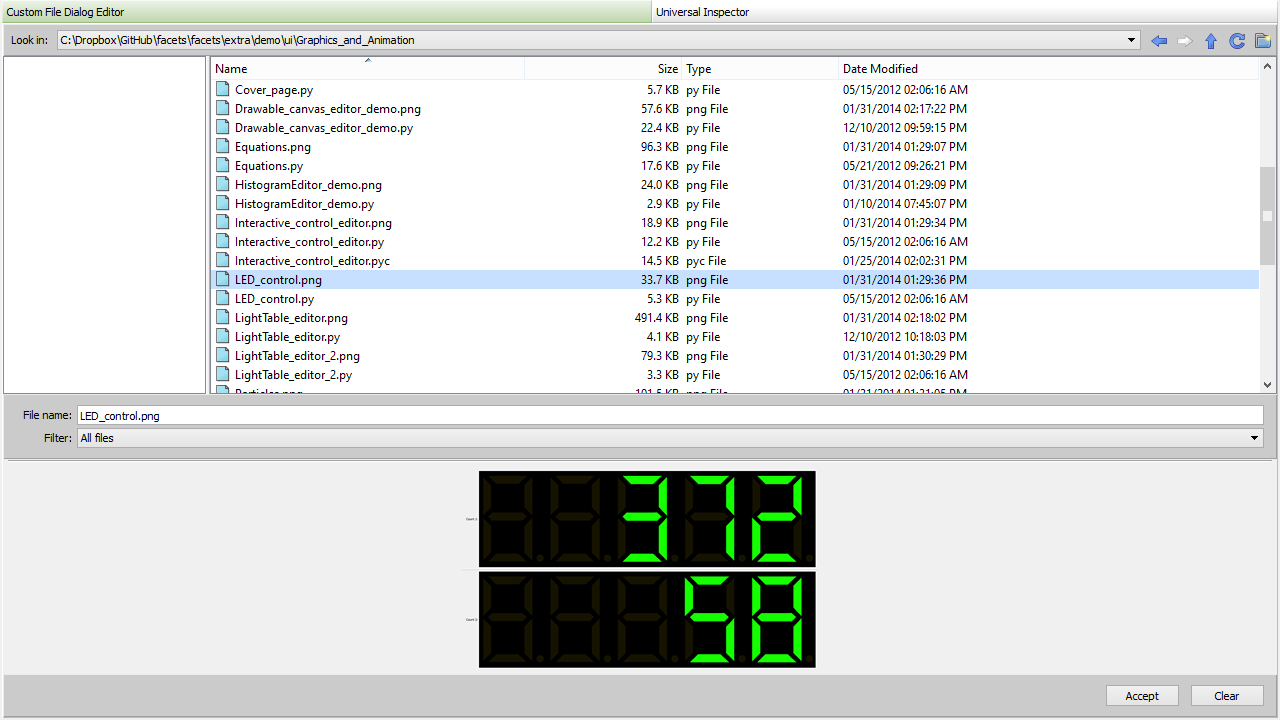 Custom File Dialog Editor Universal Inspector
Look in: C:\Dropbox\GitHub\facets\facets\extra\demo\ui\Graphics_and_Animation
Name Size Type Date Modified
Cover_page.py 5.7 KB py File 05/15/2012 02:06:16 AM
Drawable_canvas_editor_demo.png 57.6 KB png File 01/31/2014 02:17:22 PM
Drawable_canvas_editor_demo.py 22.4 KB py File 12/10/2012 09:59:15 PM
Equations.png 96.3 KB png File 01/31/2014 01:29:07 PM
Equations.py 17.6 KB py File 05/21/2012 09:26:21 PM
HistogramEditor_demo.png 24.0 KB png File 01/31/2014 01:29:09 PM
HistogramEditor_demo.py 2.9 KB py File 01/10/2014 07:45:07 PM
Interactive_control_editor.png 18.9 KB png File 01/31/2014 01:29:34 PM
Interactive_control_editor.py 12.2 KB py File 05/15/2012 02:06:16 AM
Interactive_control_editor.pyc 14.5 KB pyc File 01/25/2014 02:02:31 PM
LED_control.png 33.7 KB png File 01/31/2014 01:29:36 PM
LED_control.py 5.3 KB py File 05/15/2012 02:06:16 AM
LightTable_editor.png 491.4 KB png File 01/31/2014 02:18:02 PM
LightTable_editor.py 4.1 KB py File 12/10/2012 10:18:03 PM
LightTable_editor_2.png 79.3 KB png File 01/31/2014 01:30:29 PM
LightTable_editor_2.py 3.3 KB py File 05/15/2012 02:06:16 AM
File name: LED_control.png
Filter: All files
372
58
Accept Clear